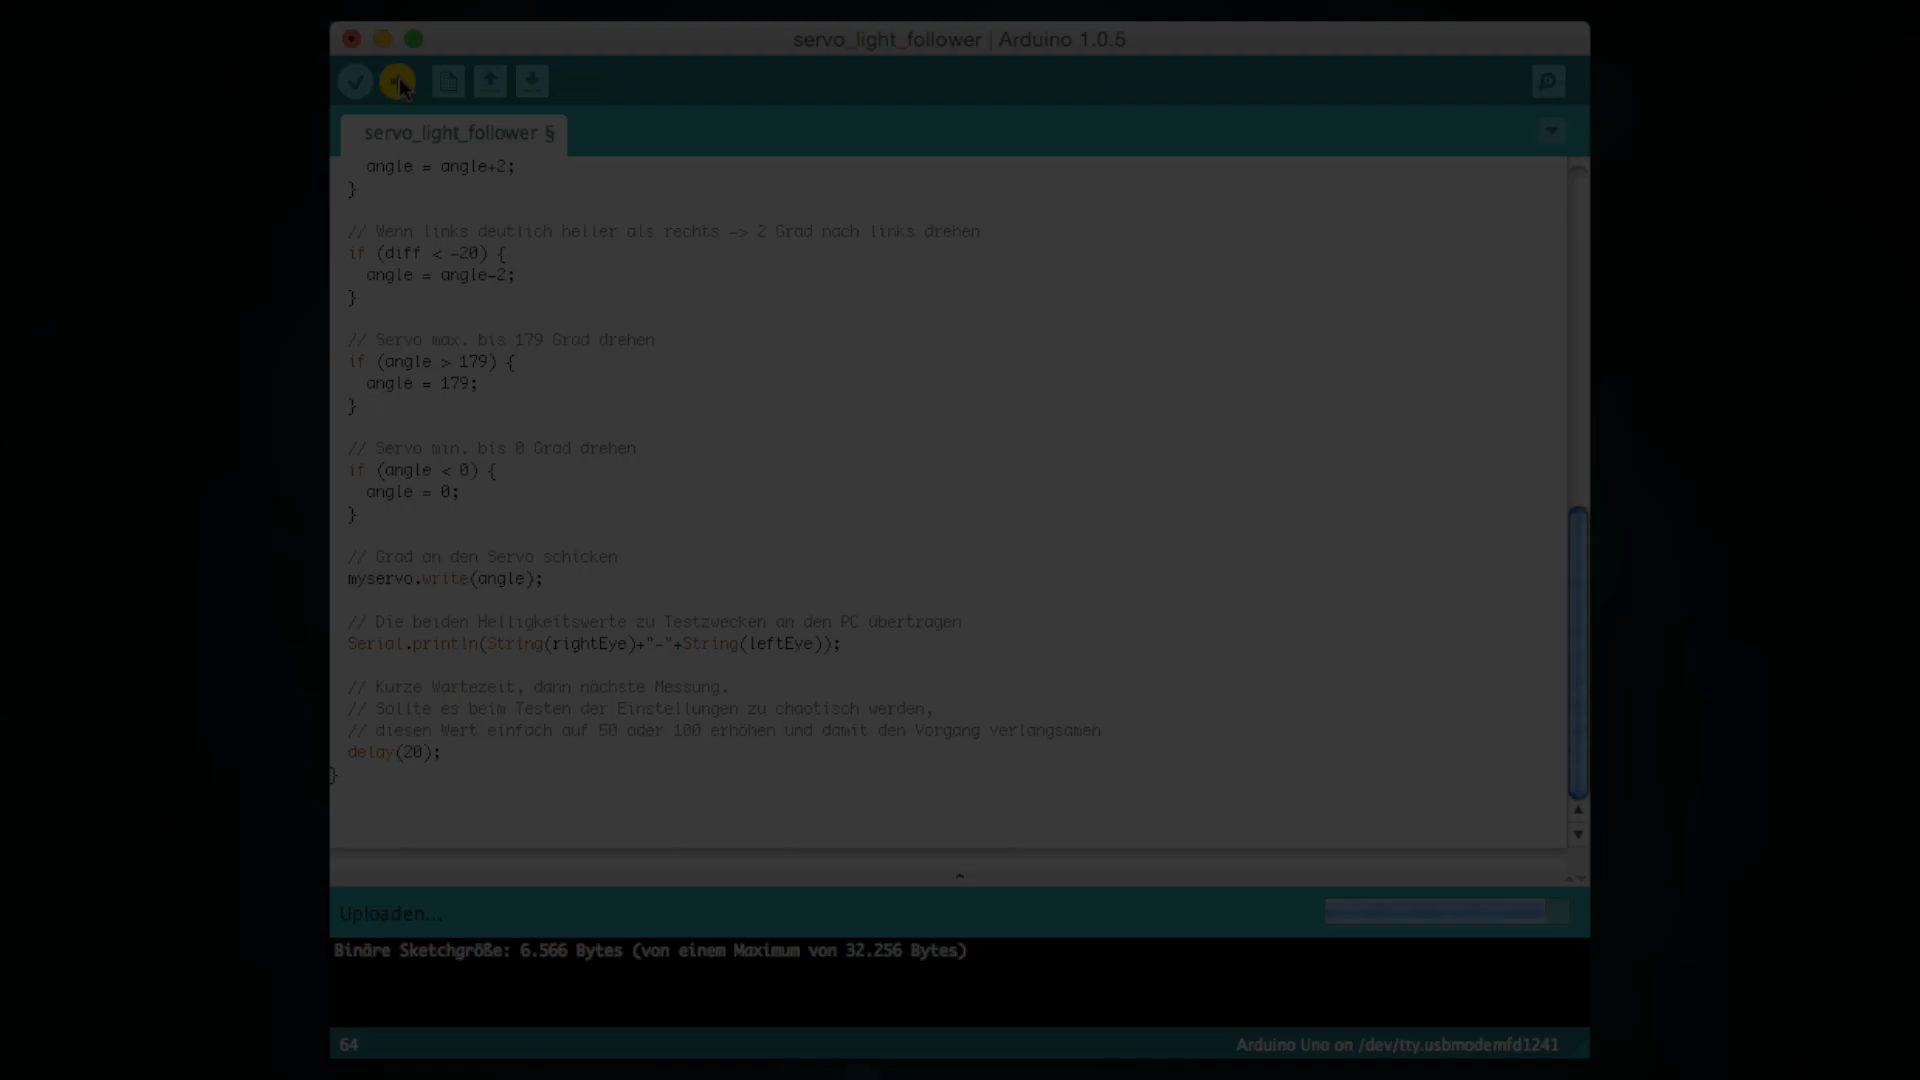 servo_light_follower | Arduino 1.0.5
servo_light_follower §
angle = angle+2;
}
// Wenn links deutlich heller als rechts -> 2 Grad nach links drehen
if (diff < -20) {
angle = angle-2;
}
// Servo max. bis 179 Grad drehen
if (angle > 179) {
angle = 179;
}
// Servo min. bis 0 Grad drehen
if (angle < 0) {
angle = 0;
}
// Grad an den Servo schicken
myservo.write(angle);
// Die beiden Helligkeitswerte zu Testzwecken an den PC übertragen
Serial.println(String(rightEye)+"-"+String(leftEye));
// Kurze Wartezeit, dann nächste Messung.
// Sollte es beim Testen der Einstellungen zu chaotisch werden,
// diesen Wert einfach auf 50 oder 100 erhöhen und damit den Vorgang verlangsamen
delay(20);
}
Uploaden...
Binäre Sketchgröße: 6.566 Bytes (von einem Maximum von 32.256 Bytes)
64
Arduino Uno on /dev/tty.usbmodemfd1241